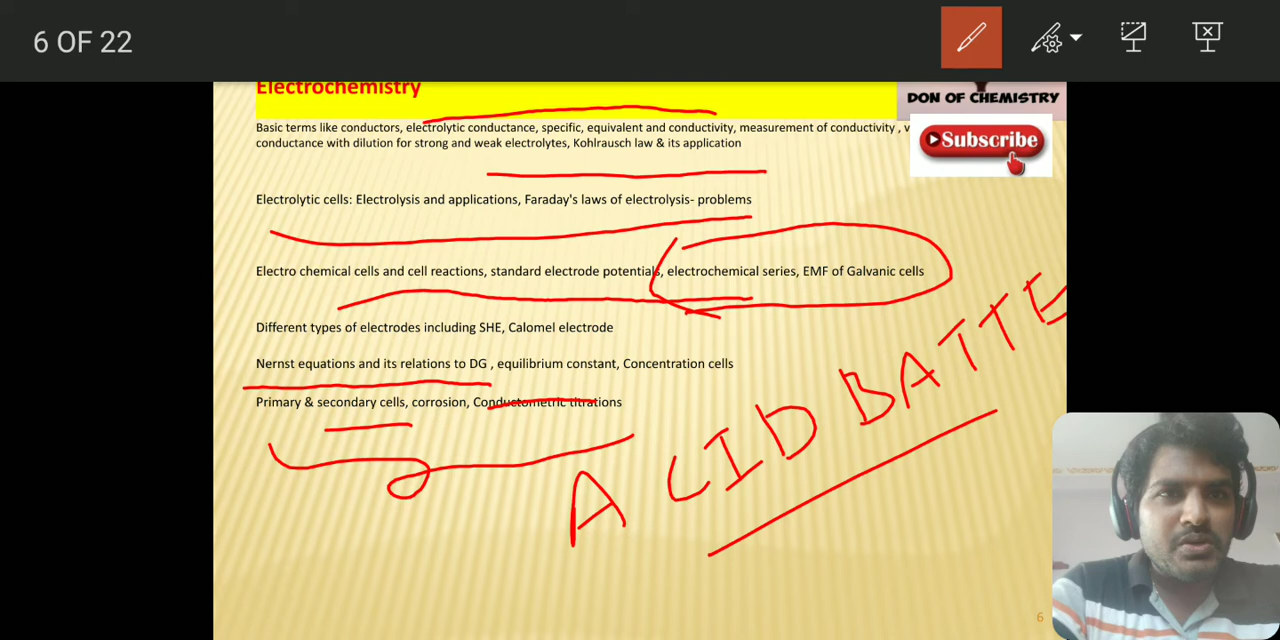 6 OF 22
Electrochemistry
DON OF CHEMISTRY
Subscribe
Basic terms like conductors, electrolytic conductance, specific, equivalent and conductivity, measurement of conductivity ,
conductance with dilution for strong and weak electrolytes, Kohlrausch law & its application
Electrolytic cells: Electrolysis and applications, Faraday's laws of electrolysis- problems
Electro chemical cells and cell reactions, standard electrode potentials, electrochemical series, EMF of Galvanic cells
Different types of electrodes including SHE, Calomel electrode
Nernst equations and its relations to DG , equilibrium constant, Concentration cells
Primary & secondary cells, corrosion, Conductometric titrations
ACID BATTE
6